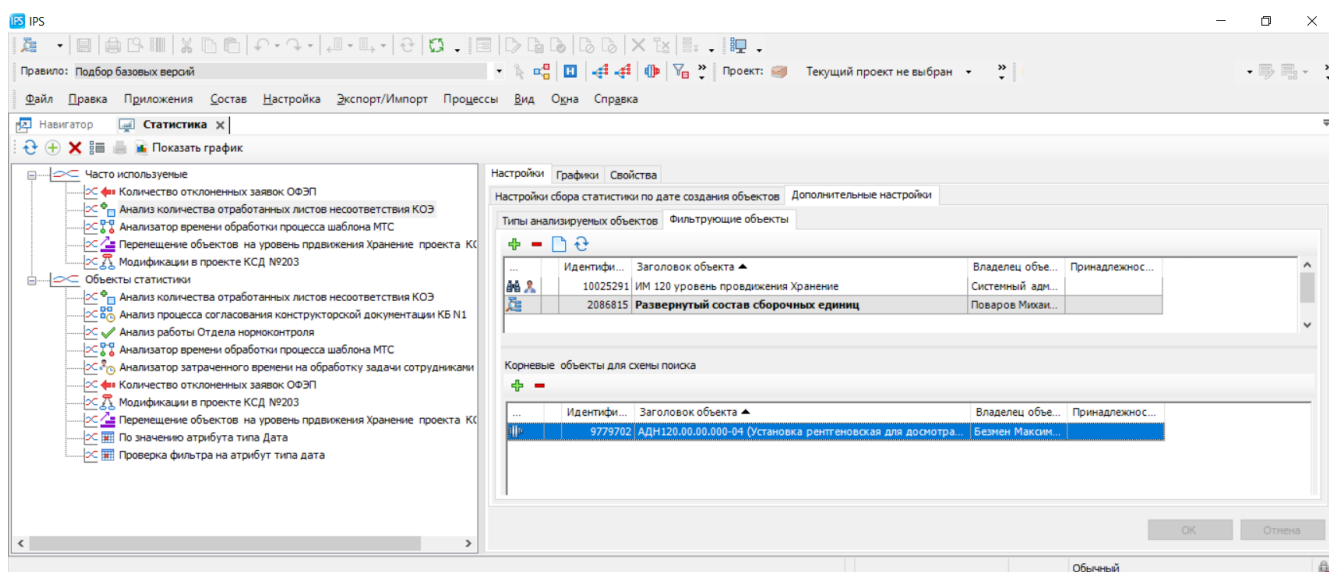 IPS IPS
Правило: Подбор базовых версий Проект: Текущий проект не выбран
Файл Правка Приложения Состав Настройка Экспорт/Импорт Процессы Вид Окна Справка
Навигатор Статистика
Показать график
Часто используемые
Количество отклоненных заявок ОФЭП
Анализ количества отработанных листов несоответствия КОЭ
Анализатор времени обработки процесса шаблона МТС
Перемещение объектов на уровень прдвижения Хранение проекта КС
Модификации в проекте КСД №203
Объекты статистики
Анализ количества отработанных листов несоответствия КОЭ
Анализ процесса согласования конструкторской документации КБ N1
Анализ работы Отдела нормоконтроля
Анализатор времени обработки процесса шаблона МТС
Анализатор затраченного времени на обработку задачи сотрудниками
Количество отклоненных заявок ОФЭП
Модификации в проекте КСД №203
Перемещение объектов на уровень прдвижения Хранение проекта КС
По значению атрибута типа Дата
Проверка фильтра на атрибут типа дата
Настройки Графики Свойства
Настройки сбора статистики по дате создания объектов Дополнительные настройки
Типы анализируемых объектов Фильтрующие объекты
... Идентифи... Заголовок объекта Владелец объе... Принадлежнос...
10025291 ИМ 120 уровень провдижения Хранение Системный адм...
2086815 Развернутый состав сборочных единиц Поваров Михаи...
Корневые объекты для схемы поиска
... Идентифи... Заголовок объекта Владелец объе... Принадлежнос...
9779702 АДН120.00.00.000-04 (Установка рентгеновская для досмотра... Безмен Максим...
OK Отмена
Обычный